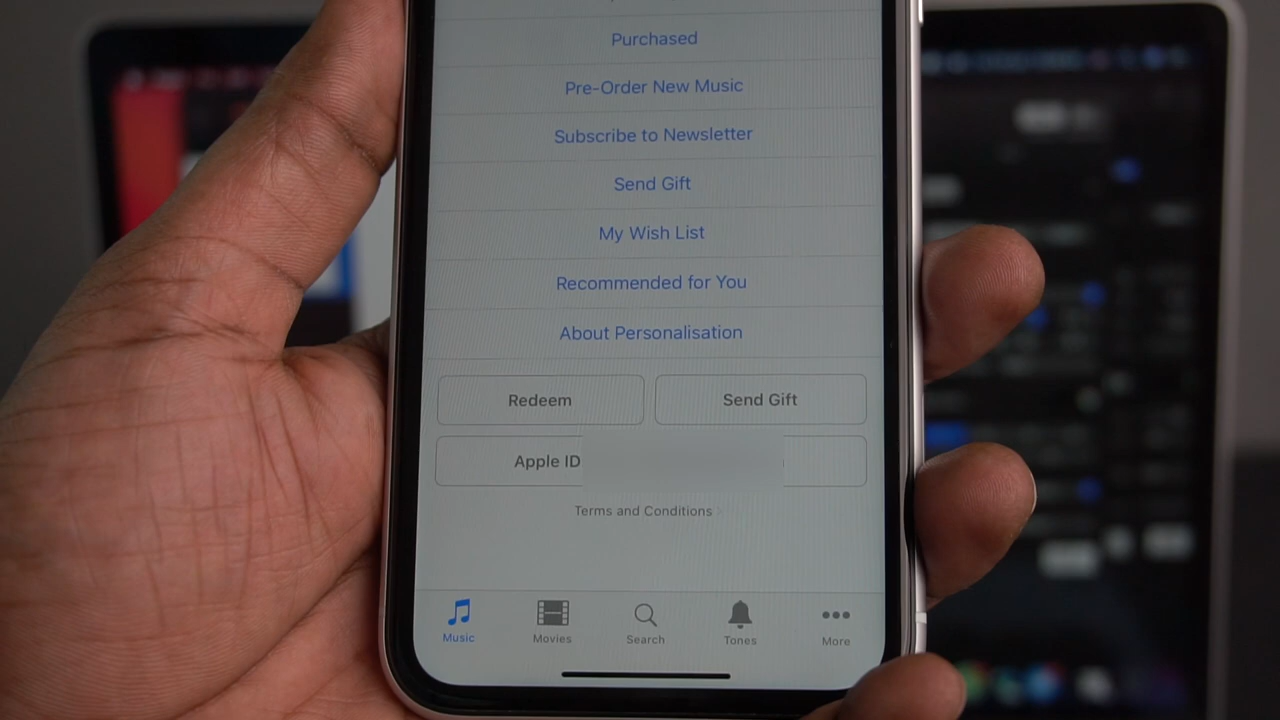 Purchased
Pre-Order New Music
Subscribe to Newsletter
Send Gift
My Wish List
Recommended for You
About Personalisation
Redeem
Send Gift
Apple ID
Terms and Conditions
Music
Movies
Search
Tones
More